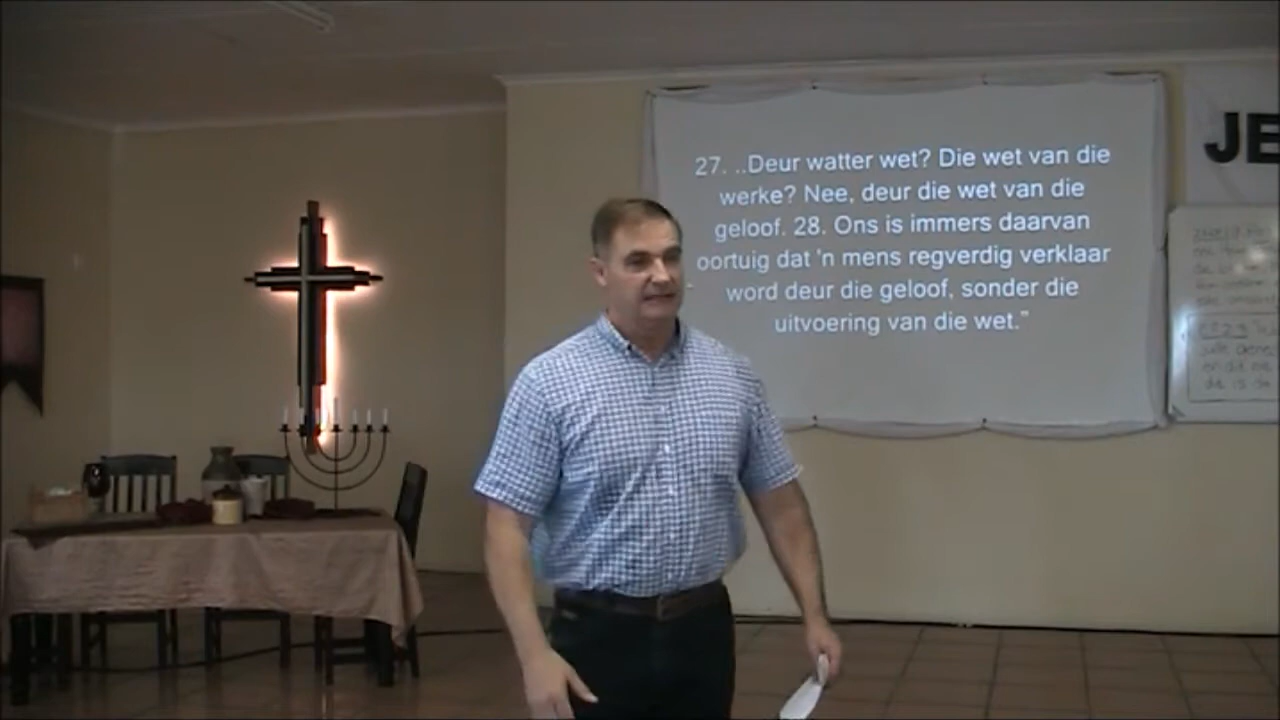 27. ..Deur watter wet? Die wet van die
werke? Nee, deur die wet van die
geloof. 28. Ons is immers daarvan
oortuig dat 'n mens regverdig verklaar
word deur die geloof, sonder die
uitvoering van die wet."
JE